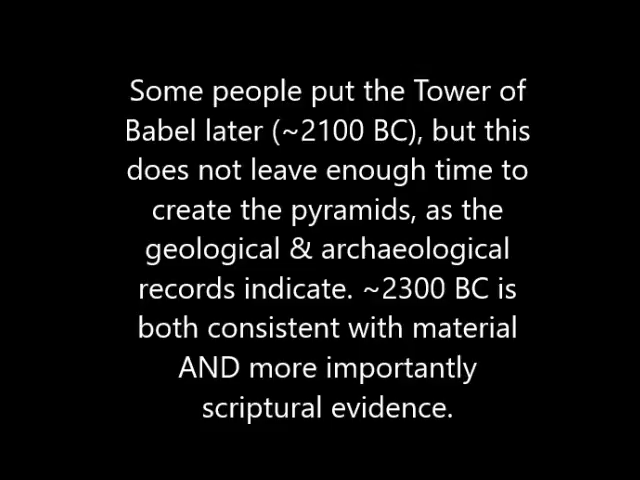 Some people put the Tower of
Babel later (~2100 BC), but this
does not leave enough time to
create the pyramids, as the
geological & archaeological
records indicate. ~2300 BC is
both consistent with material
AND more importantly
scriptural evidence.